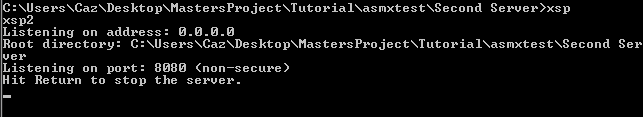 C:\Users\Caz\Desktop\MastersProject\Tutorial\asmxtest\Second Server>xsp
xsp2
Listening on address: 0.0.0.0
Root directory: C:\Users\Caz\Desktop\MastersProject\Tutorial\asmxtest\Second Ser
ver
Listening on port: 8080 (non-secure)
Hit Return to stop the server.